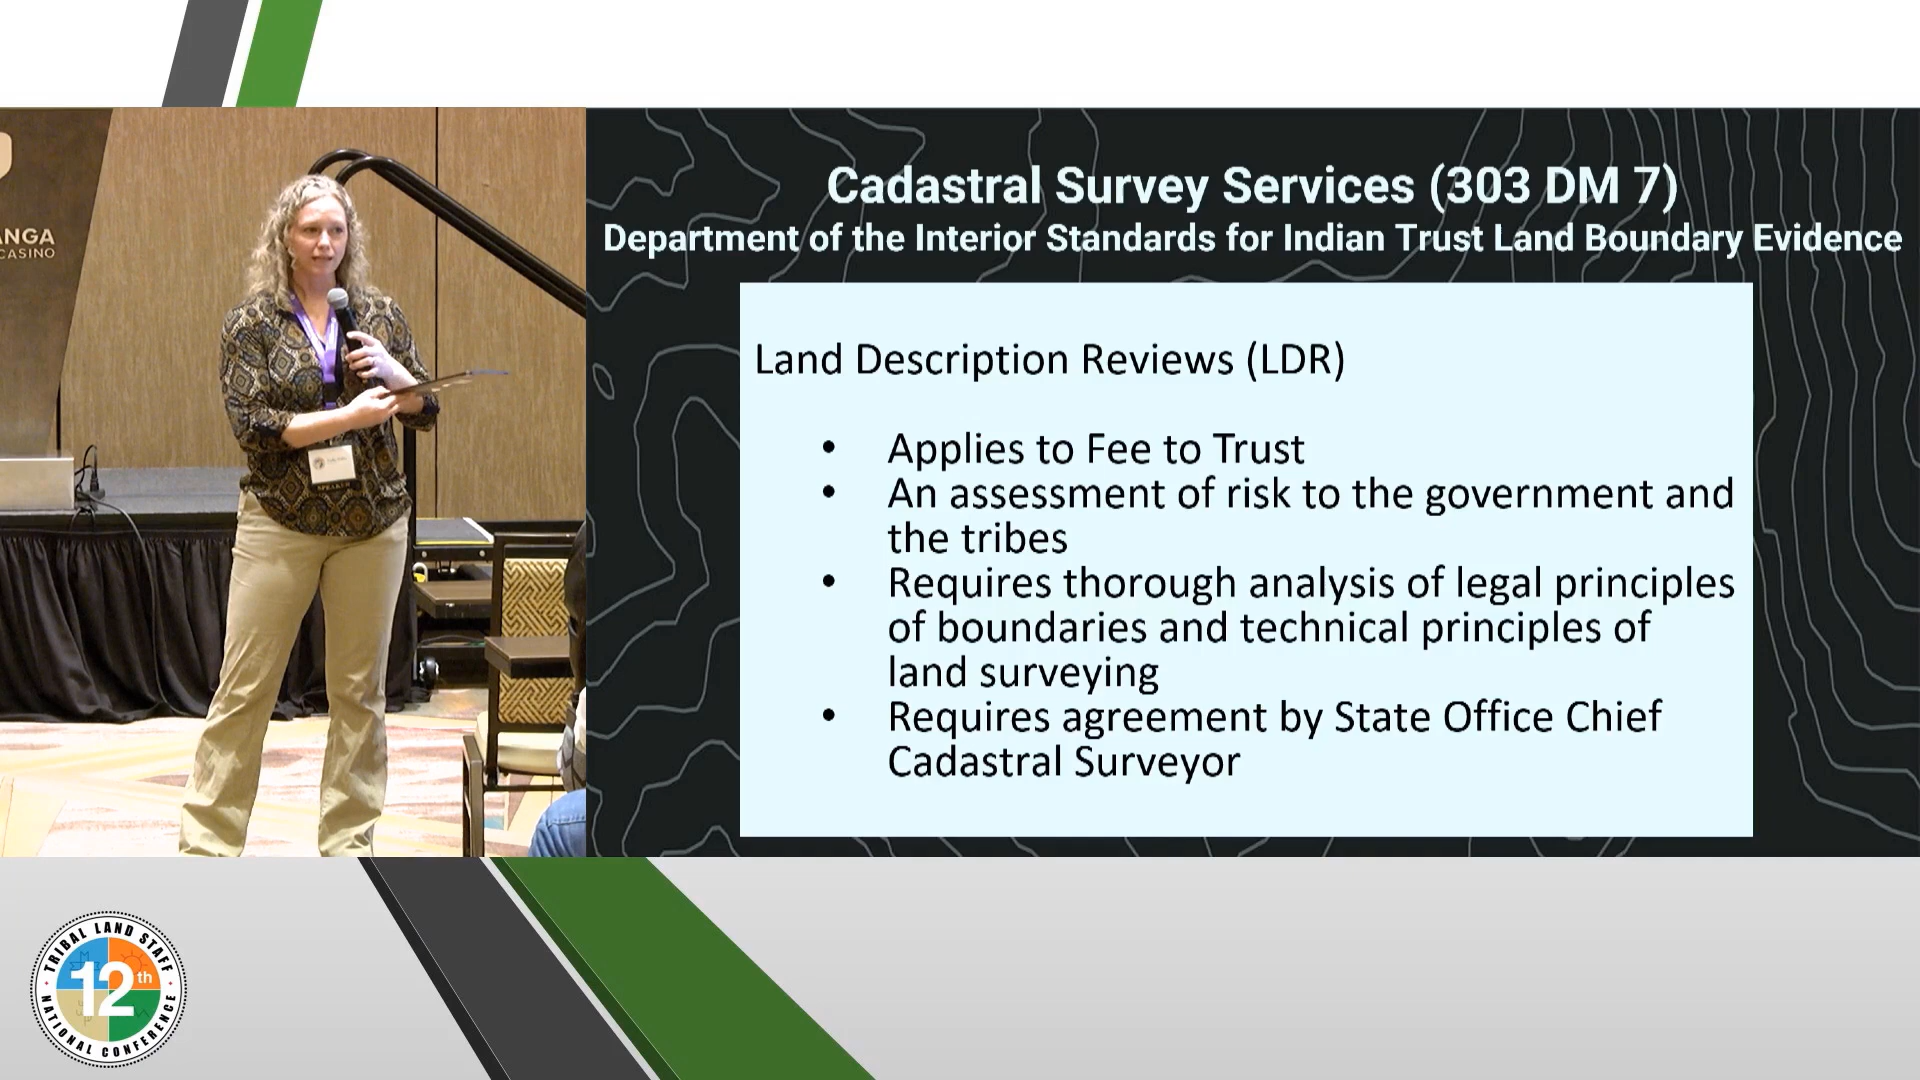 ANGA
CASINO
Cadastral Survey Services (303 DM 7)
Department of the Interior Standards for Indian Trust Land Boundary Evidence
Land Description Reviews (LDR)
• Applies to Fee to Trust
• An assessment of risk to the government and
the tribes
• Requires thorough analysis of legal principles
of boundaries and technical principles of
land surveying
• Requires agreement by State Office Chief
Cadastral Surveyor
SPEAKER
TRIBAL LAND STAFF
12th
NATIONAL CONFERENCE